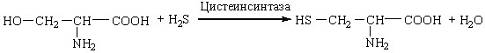 Цистеинсинтаза
HO—CH₂—CH—COOH + H₂S ⟶ HS—CH₂—CH—COOH + H₂O
NH₂ NH₂